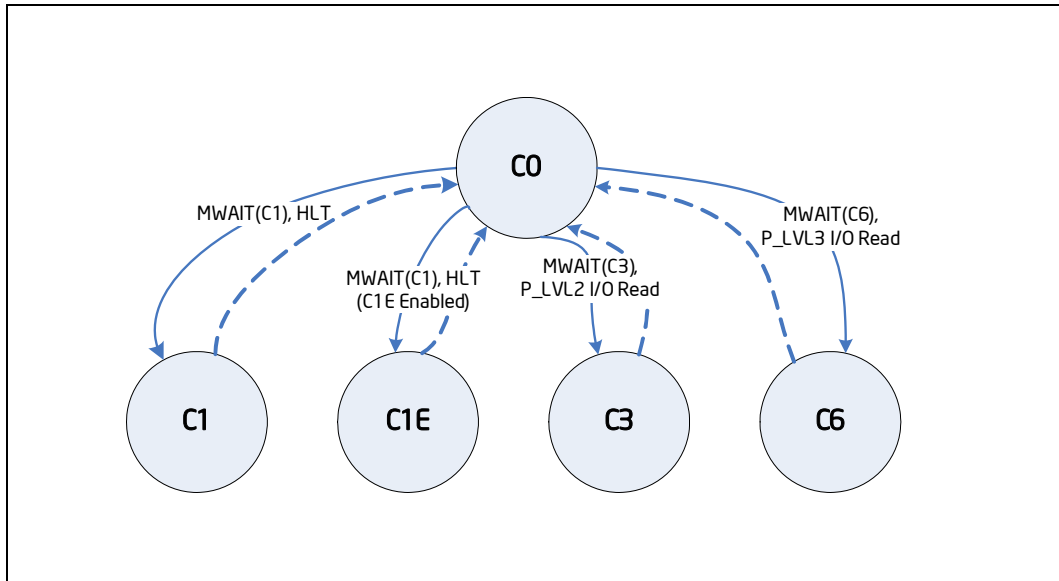 C0
MWAIT(C1), HLT
MWAIT(C1), HLT
(C1E Enabled)
MWAIT(C3),
P_LVL2 I/O Read
MWAIT(C6),
P_LVL3 I/O Read
C1
C1E
C3
C6